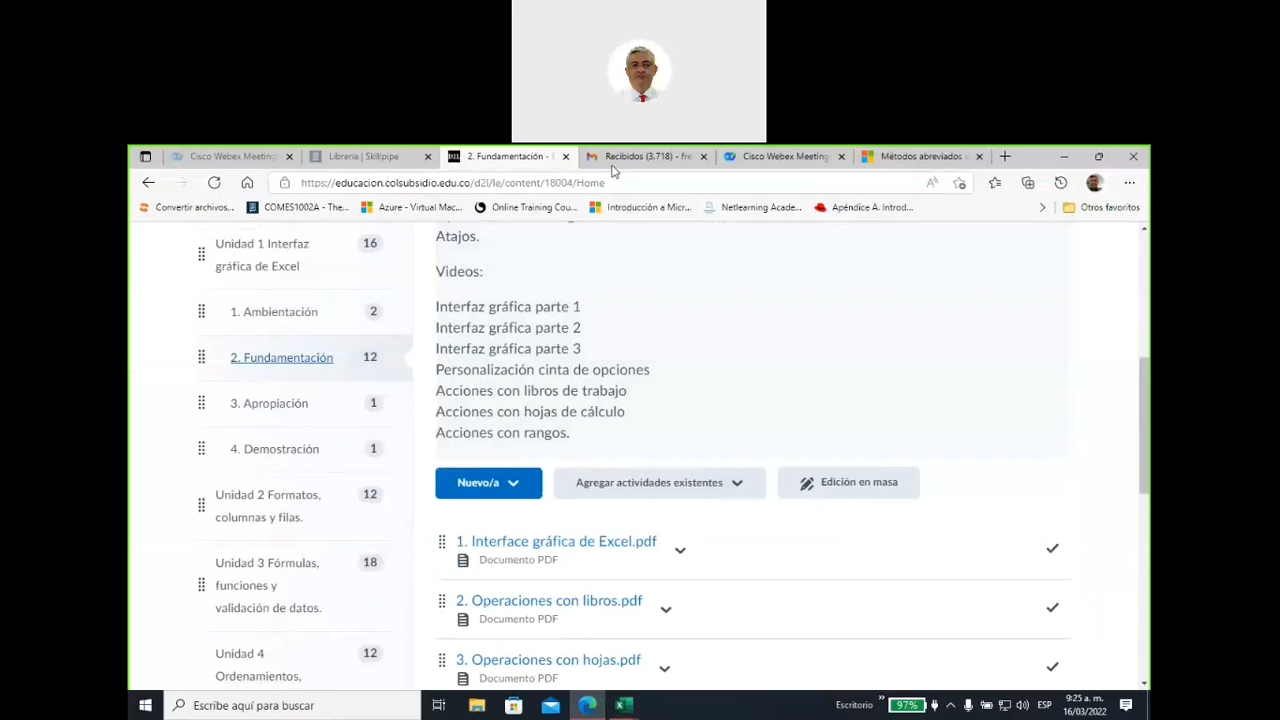 Cisco Webex Meeting
Libreria | Skillpipe
2. Fundamentación - E
Recibidos (3.718) - fre
Cisco Webex Meeting
Métodos abreviados
https://educacion.colsubsidio.edu.co/d2l/le/content/18004/Home
Convertir archivos...
COMES1002A - The...
Azure - Virtual Mac...
Online Training Cou...
Introducción a Micr...
Netlearning Acade...
Apéndice A. Introd...
Otros favoritos
Unidad 1 Interfaz
gráfica de Excel
16
1. Ambientación
2
2. Fundamentación
12
3. Apropiación
1
4. Demostración
1
Unidad 2 Formatos,
columnas y filas.
12
Unidad 3 Fórmulas,
funciones y
validación de datos.
18
Unidad 4
Ordenamientos,
12
Atajos.
Videos:
Interfaz gráfica parte 1
Interfaz gráfica parte 2
Interfaz gráfica parte 3
Personalización cinta de opciones
Acciones con libros de trabajo
Acciones con hojas de cálculo
Acciones con rangos.
Nuevo/a
Agregar actividades existentes
Edición en masa
1. Interface gráfica de Excel.pdf
Documento PDF
2. Operaciones con libros.pdf
Documento PDF
3. Operaciones con hojas.pdf
Documento PDF
Escribe aquí para buscar
Escritorio
97%
ESP
9:25 a. m.
16/03/2022